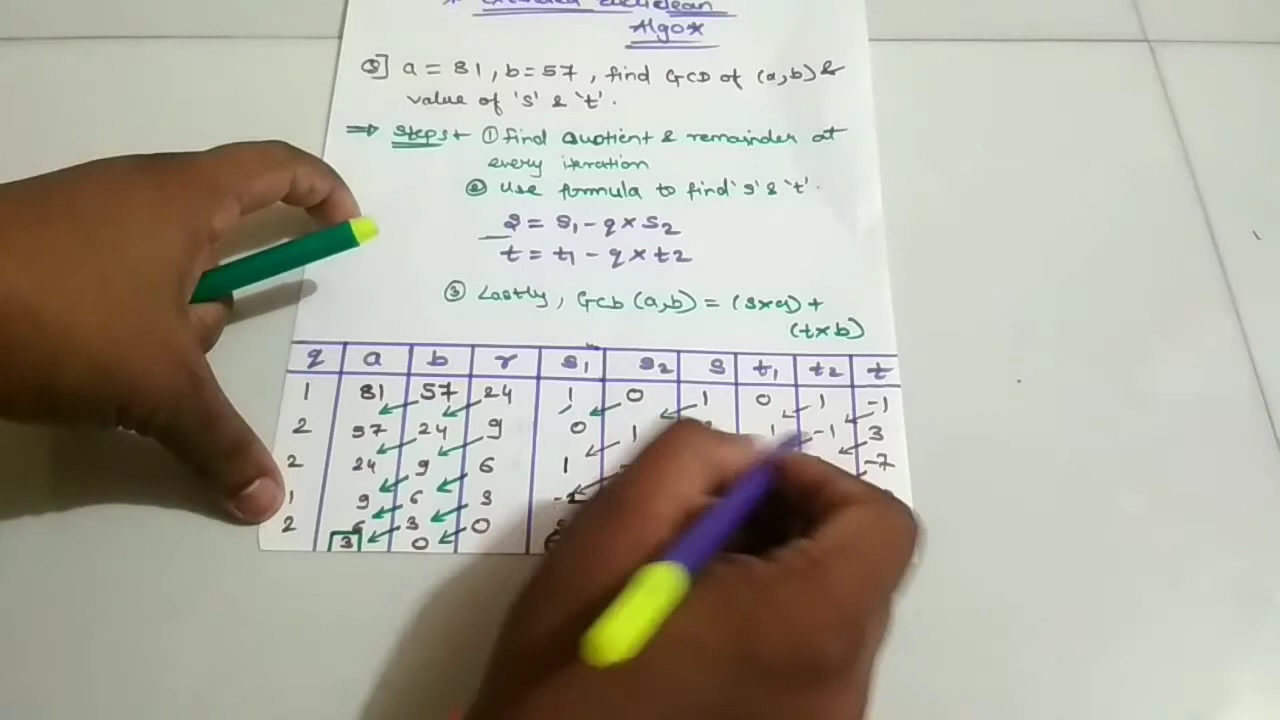 Extended Euclidean
Algo*
Q] a = 81, b = 57, find GCD of (a,b) &
value of 's' & 't'.
⇒ Steps + ① find Quotient & remainder at
every iteration
② Use formula to find 's' & 't'.
S = S1 - q × S2
t = t1 - q × t2
③ Lastly, GCD (a,b) = (s×a) +
(t×b)
q a b r s1 s2 s t1 t2 t
1 81 57 24 1 0 1 0 1 -1
2 57 24 9 0 1 1 -1 3
2 24 9 6 1 -7
1 9 6 3
2 6 3 0
3 0